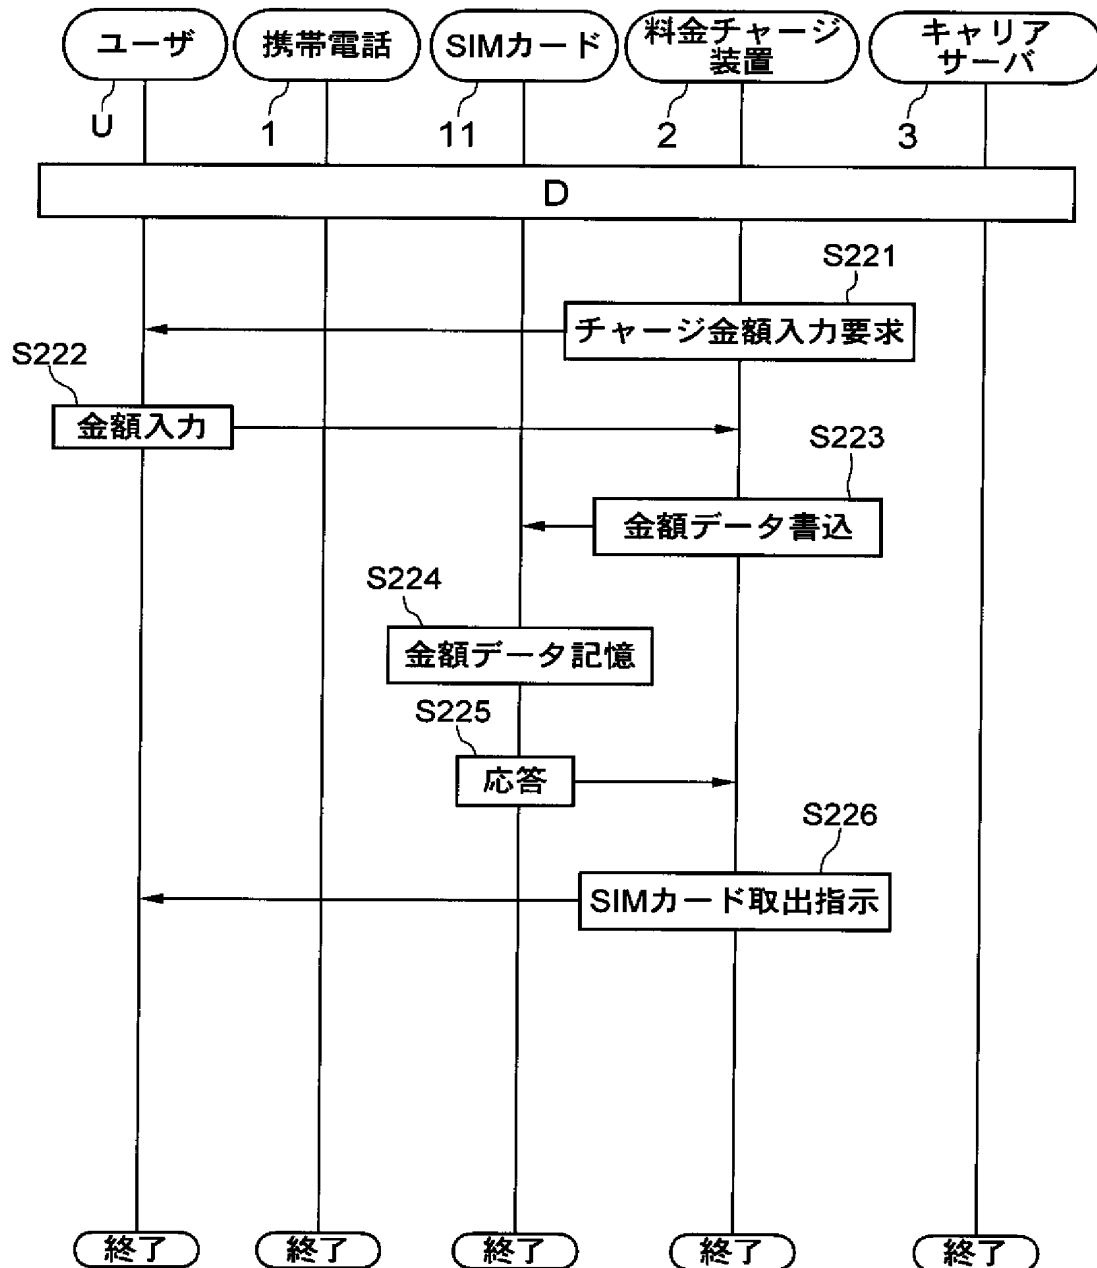 ユーザ
携帯電話
SIMカード
料金チャージ
装置
キャリア
サーバ
U
1
11
2
3
D
S221
チャージ金額入力要求
S222
金額入力
S223
金額データ書込
S224
金額データ記憶
S225
応答
S226
SIMカード取出指示
終了
終了
終了
終了
終了